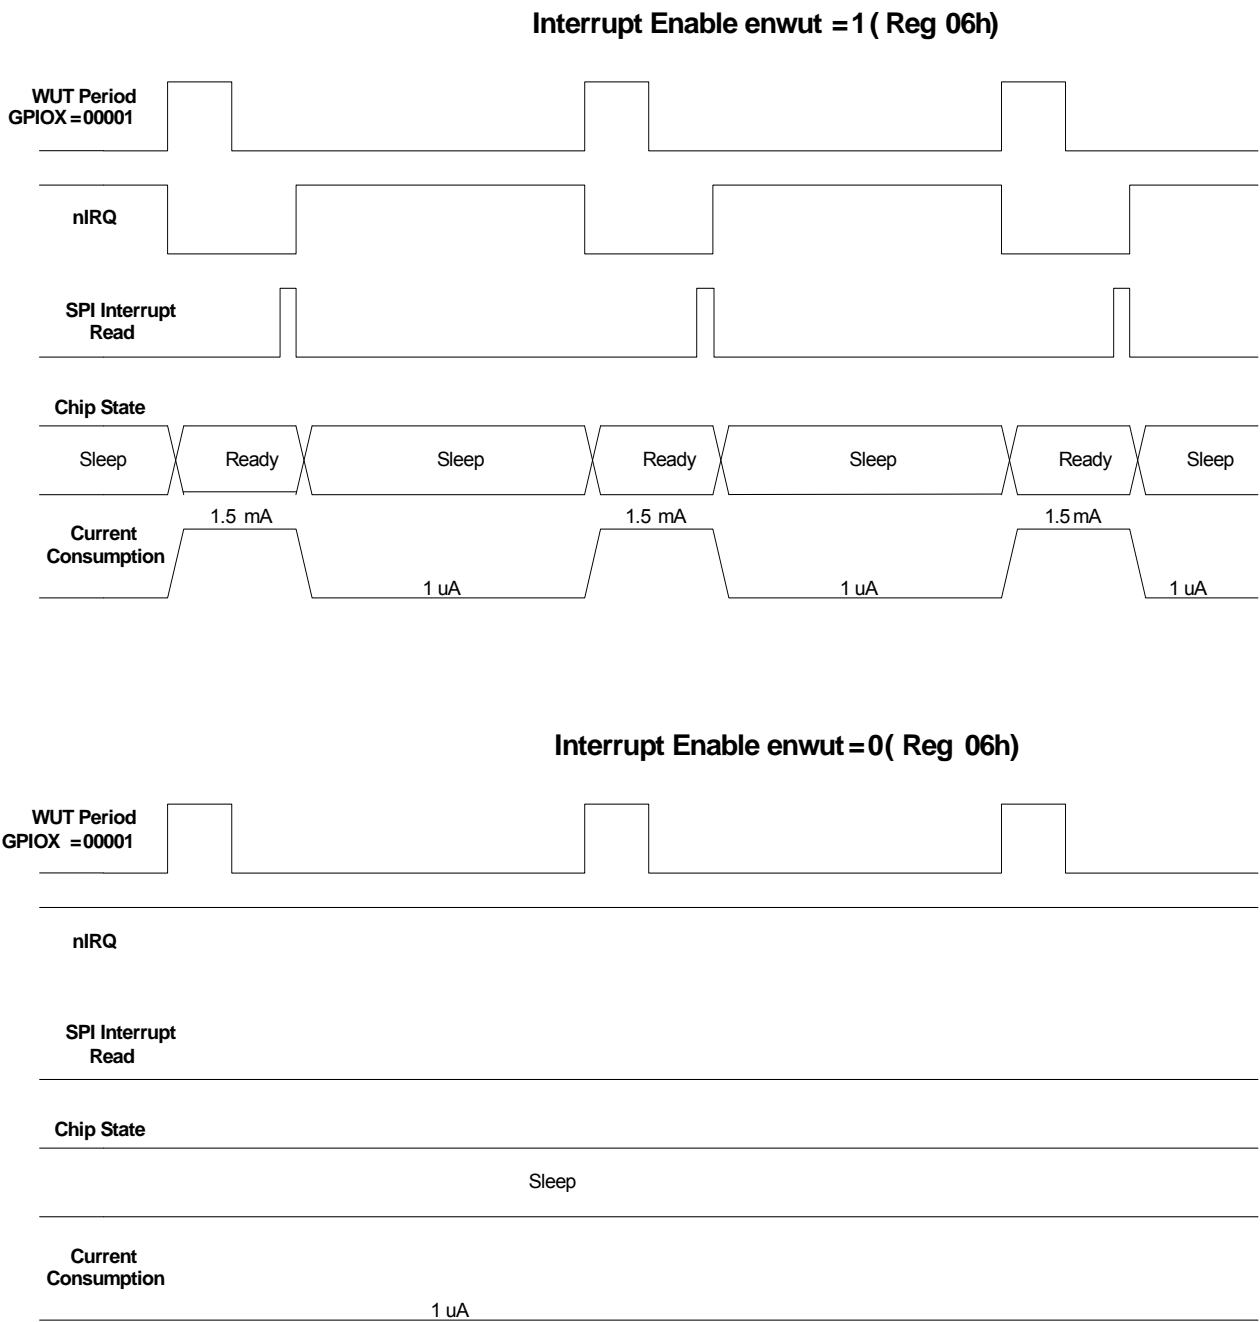 Interrupt Enable enwut =1( Reg 06h)
WUT Period
GPIOX=00001
nIRQ
SPI Interrupt
Read
Chip State
Sleep Ready Sleep Ready Sleep Ready Sleep
1.5 mA 1.5 mA 1.5mA
Current
Consumption
1 uA 1 uA 1 uA
Interrupt Enable enwut=0( Reg 06h)
WUT Period
GPIOX =00001
nIRQ
SPI Interrupt
Read
Chip State
Sleep
Current
Consumption
1 uA